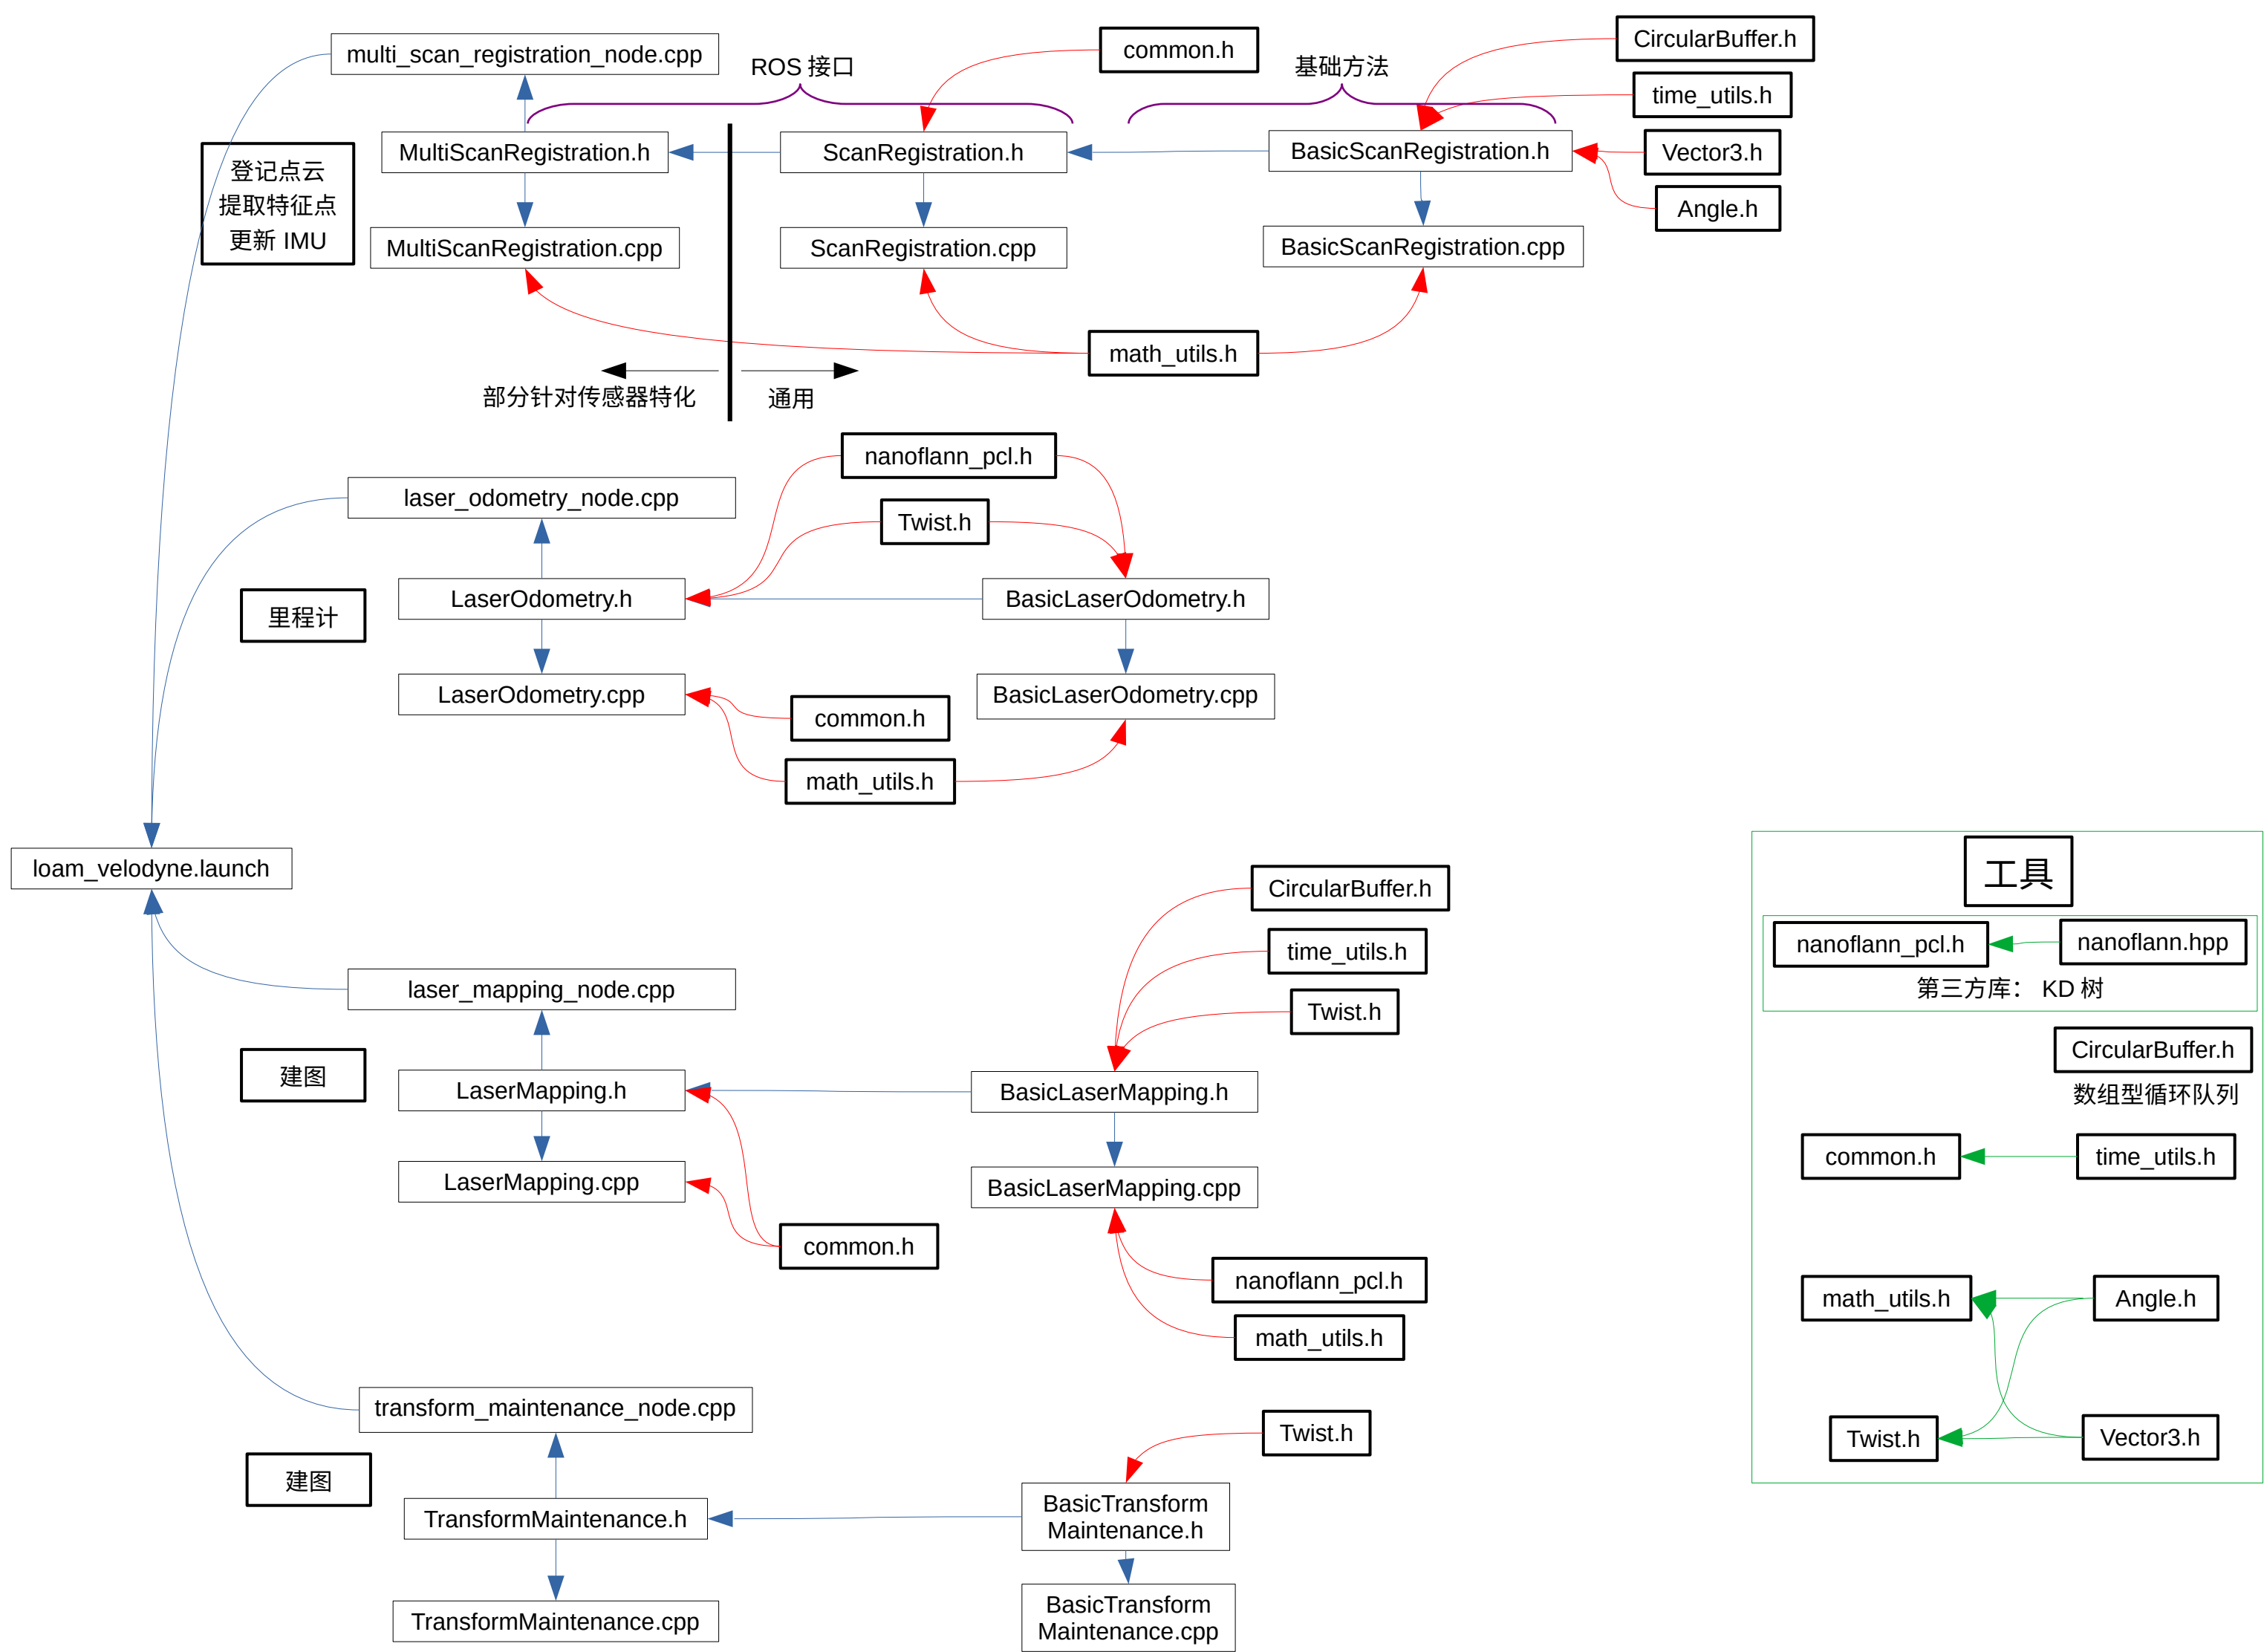 multi_scan_registration_node.cpp
ROS 接口
common.h
基础方法
CircularBuffer.h
time_utils.h
登记点云
提取特征点
更新 IMU
MultiScanRegistration.h
ScanRegistration.h
BasicScanRegistration.h
Vector3.h
Angle.h
MultiScanRegistration.cpp
ScanRegistration.cpp
BasicScanRegistration.cpp
math_utils.h
部分针对传感器特化
通用
nanoflann_pcl.h
laser_odometry_node.cpp
Twist.h
里程计
LaserOdometry.h
BasicLaserOdometry.h
LaserOdometry.cpp
BasicLaserOdometry.cpp
common.h
math_utils.h
loam_velodyne.launch
CircularBuffer.h
time_utils.h
Twist.h
laser_mapping_node.cpp
建图
LaserMapping.h
BasicLaserMapping.h
LaserMapping.cpp
BasicLaserMapping.cpp
common.h
nanoflann_pcl.h
math_utils.h
transform_maintenance_node.cpp
Twist.h
建图
TransformMaintenance.h
BasicTransform
Maintenance.h
TransformMaintenance.cpp
BasicTransform
Maintenance.cpp
工具
nanoflann_pcl.h
nanoflann.hpp
第三方库： KD 树
CircularBuffer.h
数组型循环队列
common.h
time_utils.h
math_utils.h
Angle.h
Twist.h
Vector3.h